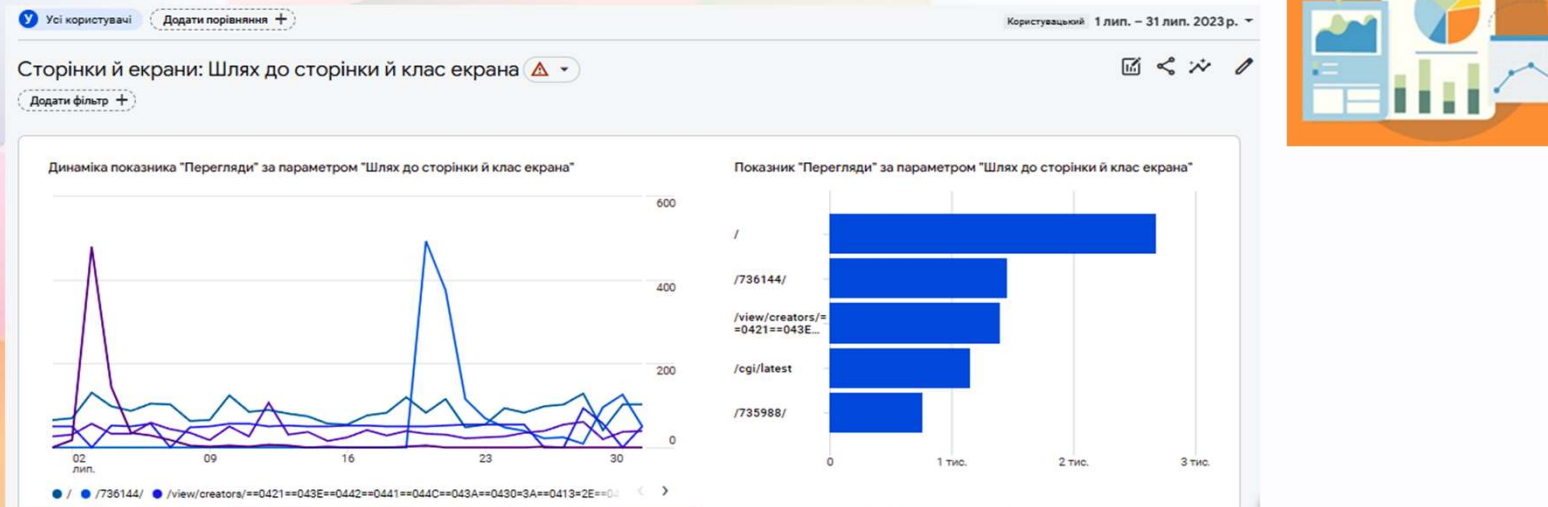 У Усі користувачі Додати порівняння +
Користувацький 1 лип. – 31 лип. 2023 р.
Сторінки й екрани: Шлях до сторінки й клас екрана
Додати фільтр +
Динаміка показника "Перегляди" за параметром "Шлях до сторінки й клас екрана"
600
400
200
0
02 09 16 23 30
лип.
/ /736144/ /view/creators/==0421==043E==0442==0441==044C==043A==0430=3A==0413=2E==0
Показник "Перегляди" за параметром "Шлях до сторінки й клас екрана"
/
/736144/
/view/creators/=
=0421==043E...
/cgi/latest
/735988/
0 1 тис. 2 тис. 3 тис.